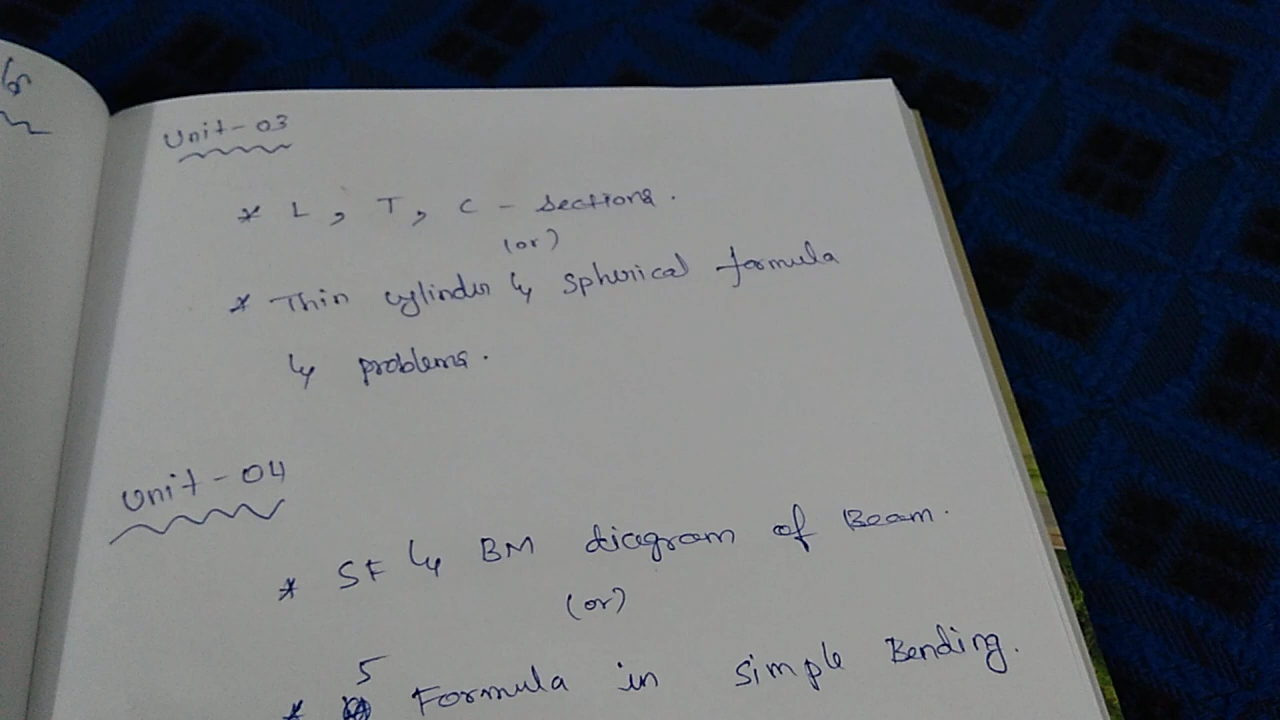 Unit-03
* L, T, C - sections.
(or)
* Thin cylinder & spherical formula
& problems.
Unit-04
* SF & BM diagram of Beam.
(or)
5
* Formula in simple Bending.